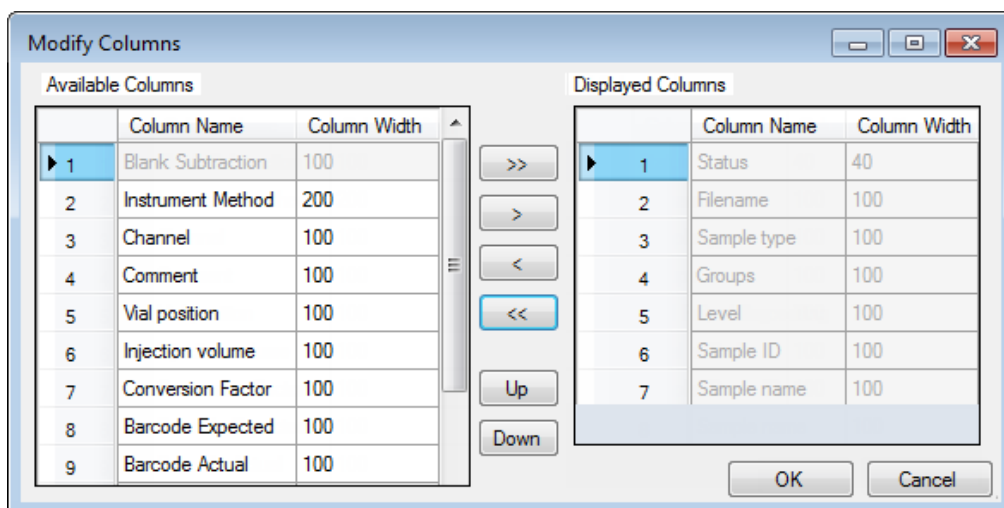 Modify Columns
Available Columns
Displayed Columns
Column Name Column Width
1 Blank Subtraction 100
2 Instrument Method 200
3 Channel 100
4 Comment 100
5 Vial position 100
6 Injection volume 100
7 Conversion Factor 100
8 Barcode Expected 100
9 Barcode Actual 100
>>
>
<
<<
Up
Down
Column Name Column Width
1 Status 40
2 Filename 100
3 Sample type 100
4 Groups 100
5 Level 100
6 Sample ID 100
7 Sample name 100
OK Cancel